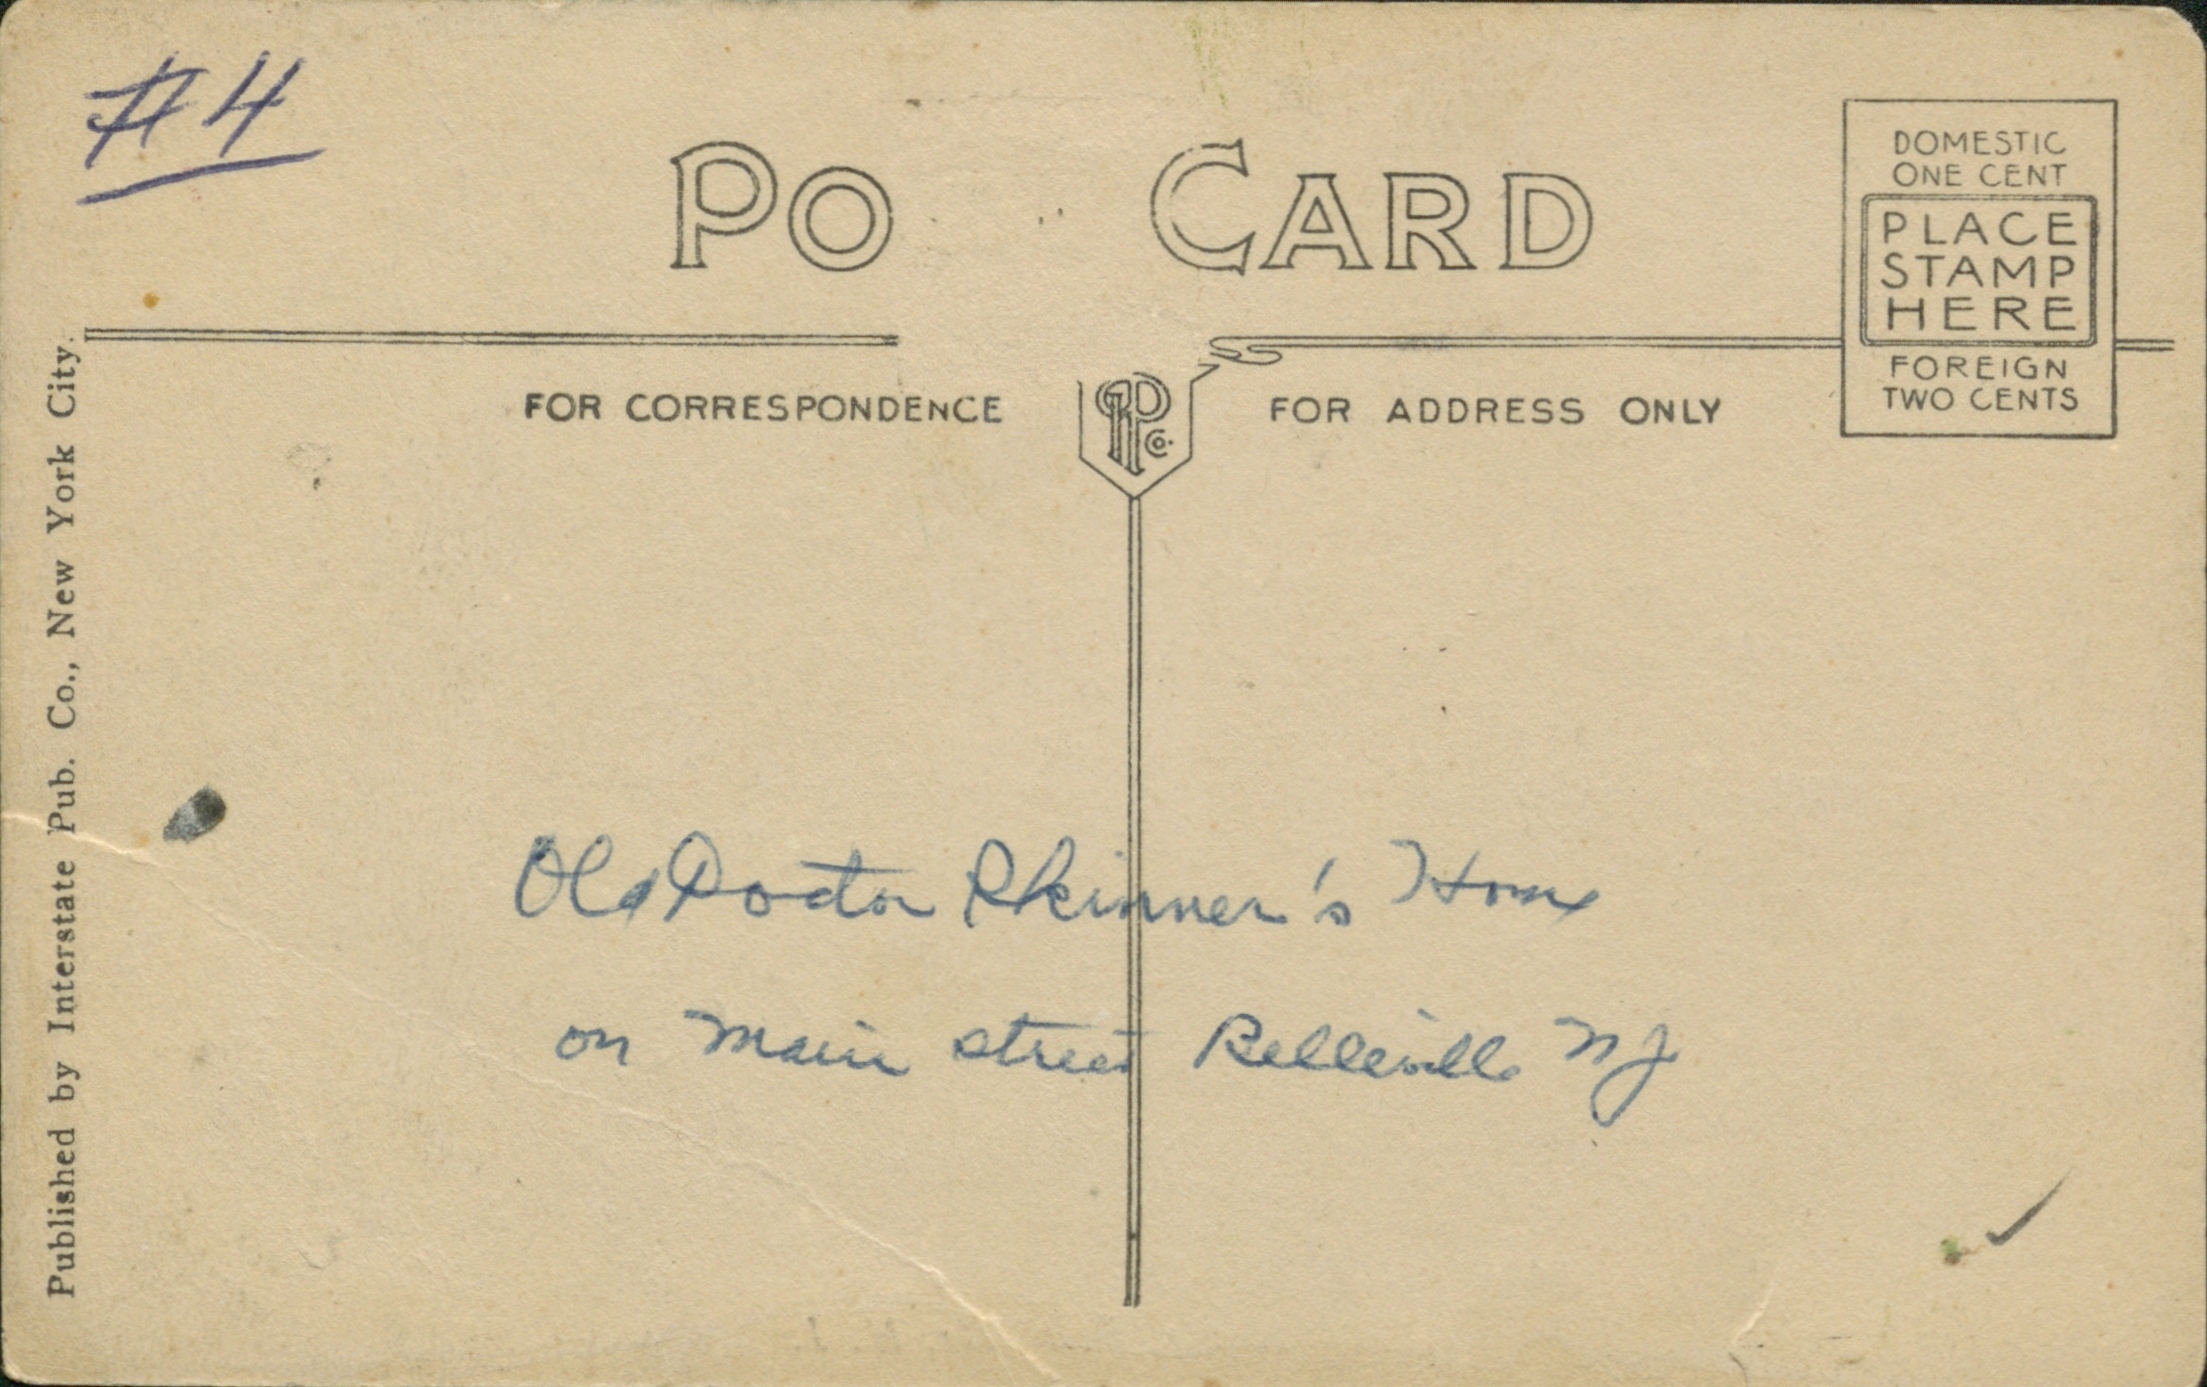 #4
PO CARD
DOMESTIC
ONE CENT
PLACE
STAMP
HERE
FOREIGN
TWO CENTS
FOR CORRESPONDENCE
FOR ADDRESS ONLY
IPCo.
Published by Interstate Pub. Co., New York City.
Old Doctor Skinner's Home
on Main street Belleville NJ